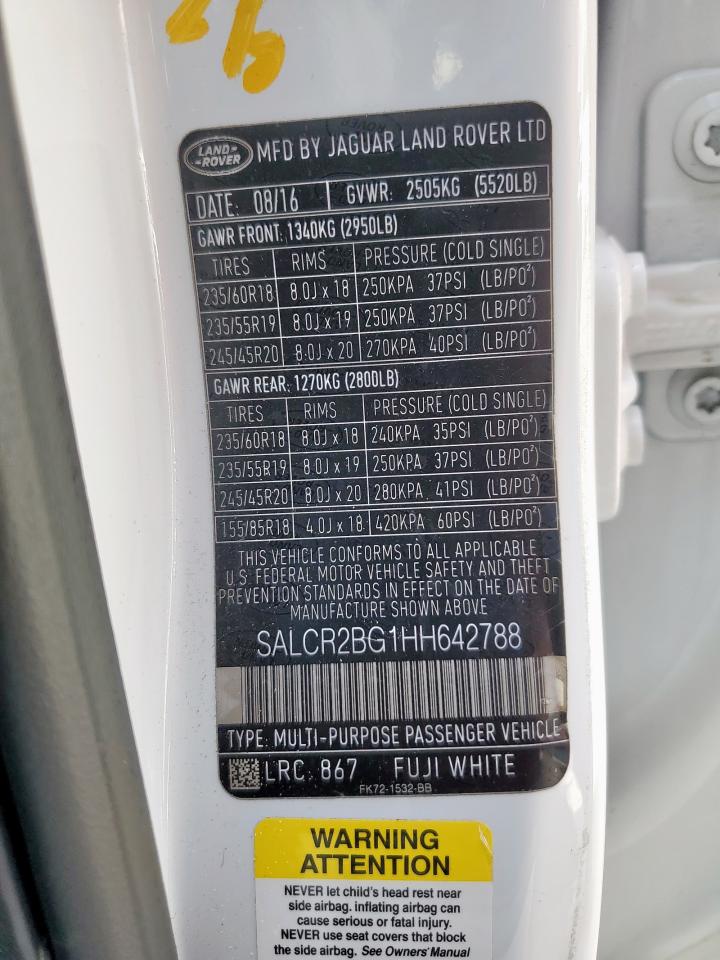 26
LAND ROVER MFD BY JAGUAR LAND ROVER LTD
DATE: 08/16 GVWR: 2505KG (5520LB)
GAWR FRONT: 1340KG (2950LB)
TIRES RIMS PRESSURE (COLD SINGLE)
235/60R18 8.0J x 18 250KPA 37PSI (LB/PO²)
235/55R19 8.0J x 19 250KPA 37PSI (LB/PO²)
245/45R20 8.0J x 20 270KPA 40PSI (LB/PO²)
GAWR REAR: 1270KG (2800LB)
TIRES RIMS PRESSURE (COLD SINGLE)
235/60R18 8.0J x 18 240KPA 35PSI (LB/PO²)
235/55R19 8.0J x 19 250KPA 37PSI (LB/PO²)
245/45R20 8.0J x 20 280KPA 41PSI (LB/PO²)
155/85R18 4.0J x 18 420KPA 60PSI (LB/PO²)
THIS VEHICLE CONFORMS TO ALL APPLICABLE
U.S. FEDERAL MOTOR VEHICLE SAFETY AND THEFT
PREVENTION STANDARDS IN EFFECT ON THE DATE OF
MANUFACTURE SHOWN ABOVE
SALCR2BG1HH642788
TYPE: MULTI-PURPOSE PASSENGER VEHICLE
LRC: 867 FUJI WHITE
FK72-1532-BB
WARNING
ATTENTION
NEVER let child's head rest near
side airbag. inflating airbag can
cause serious or fatal injury.
NEVER use seat covers that block
the side airbag. See Owners' Manual